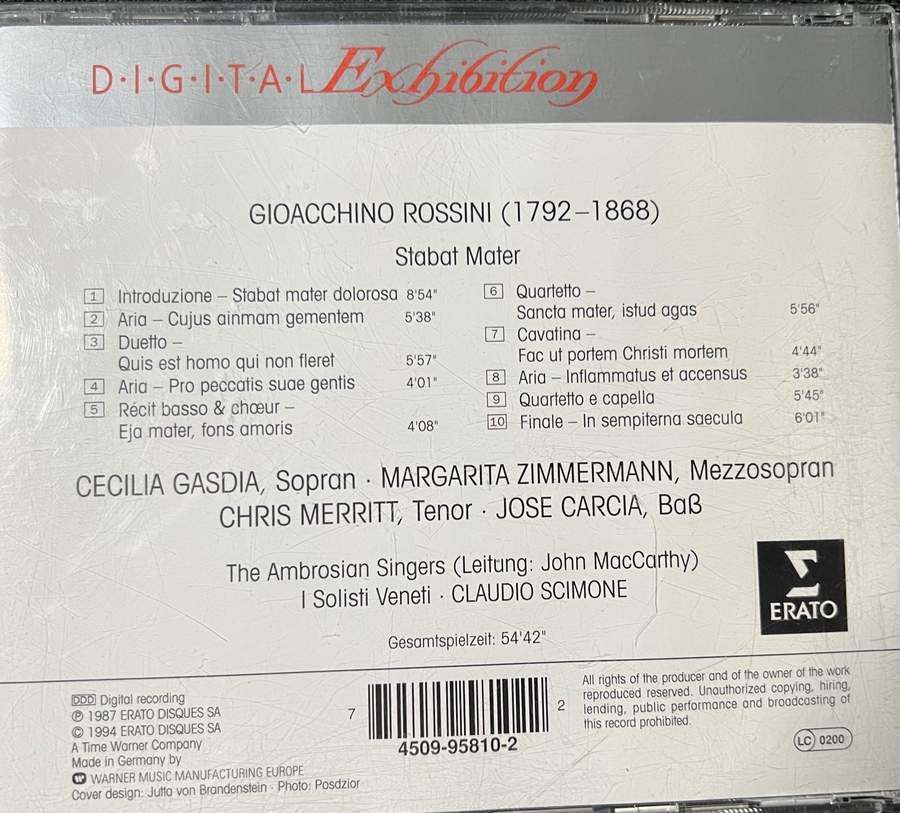 D·I·G·I·T·A·L Exhibition
GIOACCHINO ROSSINI (1792–1868)
Stabat Mater
1 Introduzione – Stabat mater dolorosa 8'54"
2 Aria – Cujus ainmam gementem 5'38"
3 Duetto –
Quis est homo qui non fleret 5'57"
4 Aria – Pro peccatis suae gentis 4'01"
5 Récit basso & chœur –
Eja mater, fons amoris 4'08"
6 Quartetto –
Sancta mater, istud agas 5'56"
7 Cavatina –
Fac ut portem Christi mortem 4'44"
8 Aria – Inflammatus et accensus 3'38"
9 Quartetto e capella 5'45"
10 Finale – In sempiterna saecula 6'01"
CECILIA GASDIA, Sopran · MARGARITA ZIMMERMANN, Mezzosopran
CHRIS MERRITT, Tenor · JOSE CARCIA, Baß
The Ambrosian Singers (Leitung: John MacCarthy)
I Solisti Veneti · CLAUDIO SCIMONE
ERATO
Gesamtspielzeit: 54'42"
DDD Digital recording
℗ 1987 ERATO DISQUES SA
© 1994 ERATO DISQUES SA
A Time Warner Company
Made in Germany by
WARNER MUSIC MANUFACTURING EUROPE
Cover design: Jutta von Brandenstein · Photo: Posdzior
7 2
4509-95810-2
All rights of the producer and of the owner of the work
reproduced reserved. Unauthorized copying, hiring,
lending, public performance and broadcasting of
this record prohibited.
LC 0200